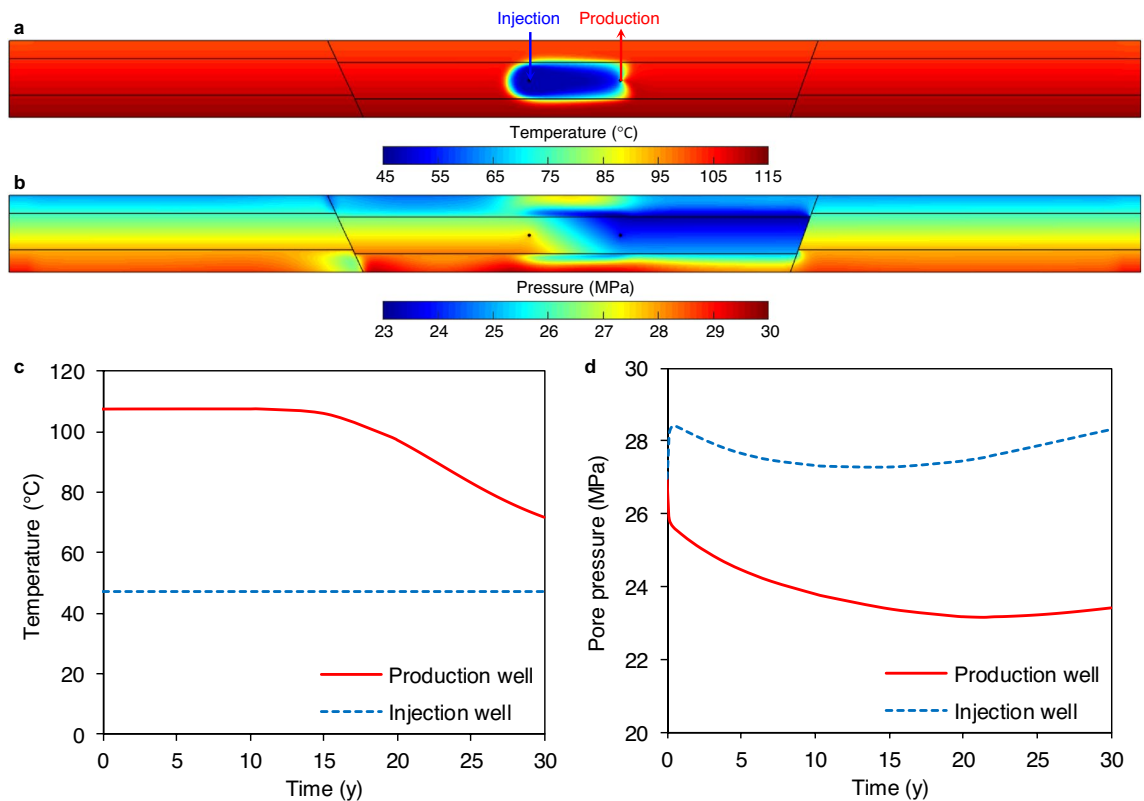 a
Injection Production
Temperature (°C)
45 55 65 75 85 95 105 115
b
Pressure (MPa)
23 24 25 26 27 28 29 30
c
Temperature (°C)
120
100
80
60
40
20
0
Production well
Injection well
0 5 10 15 20 25 30
Time (y)
d
Pore pressure (MPa)
30
28
26
24
22
20
Production well
Injection well
0 5 10 15 20 25 30
Time (y)